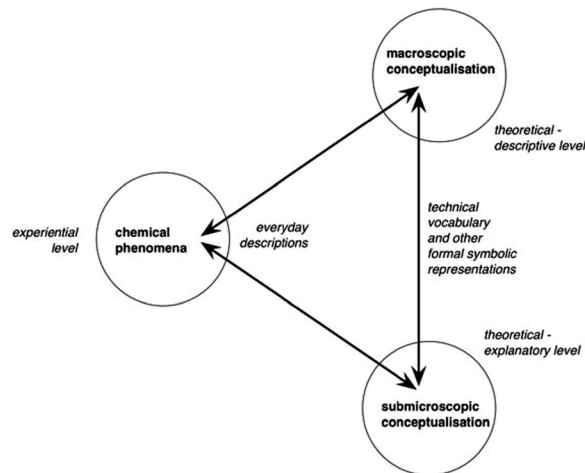 macroscopic
conceptualisation
theoretical -
descriptive level
experiential
level
chemical
phenomena
everyday
descriptions
technical
vocabulary
and other
formal symbolic
representations
theoretical -
explanatory level
submicroscopic
conceptualisation